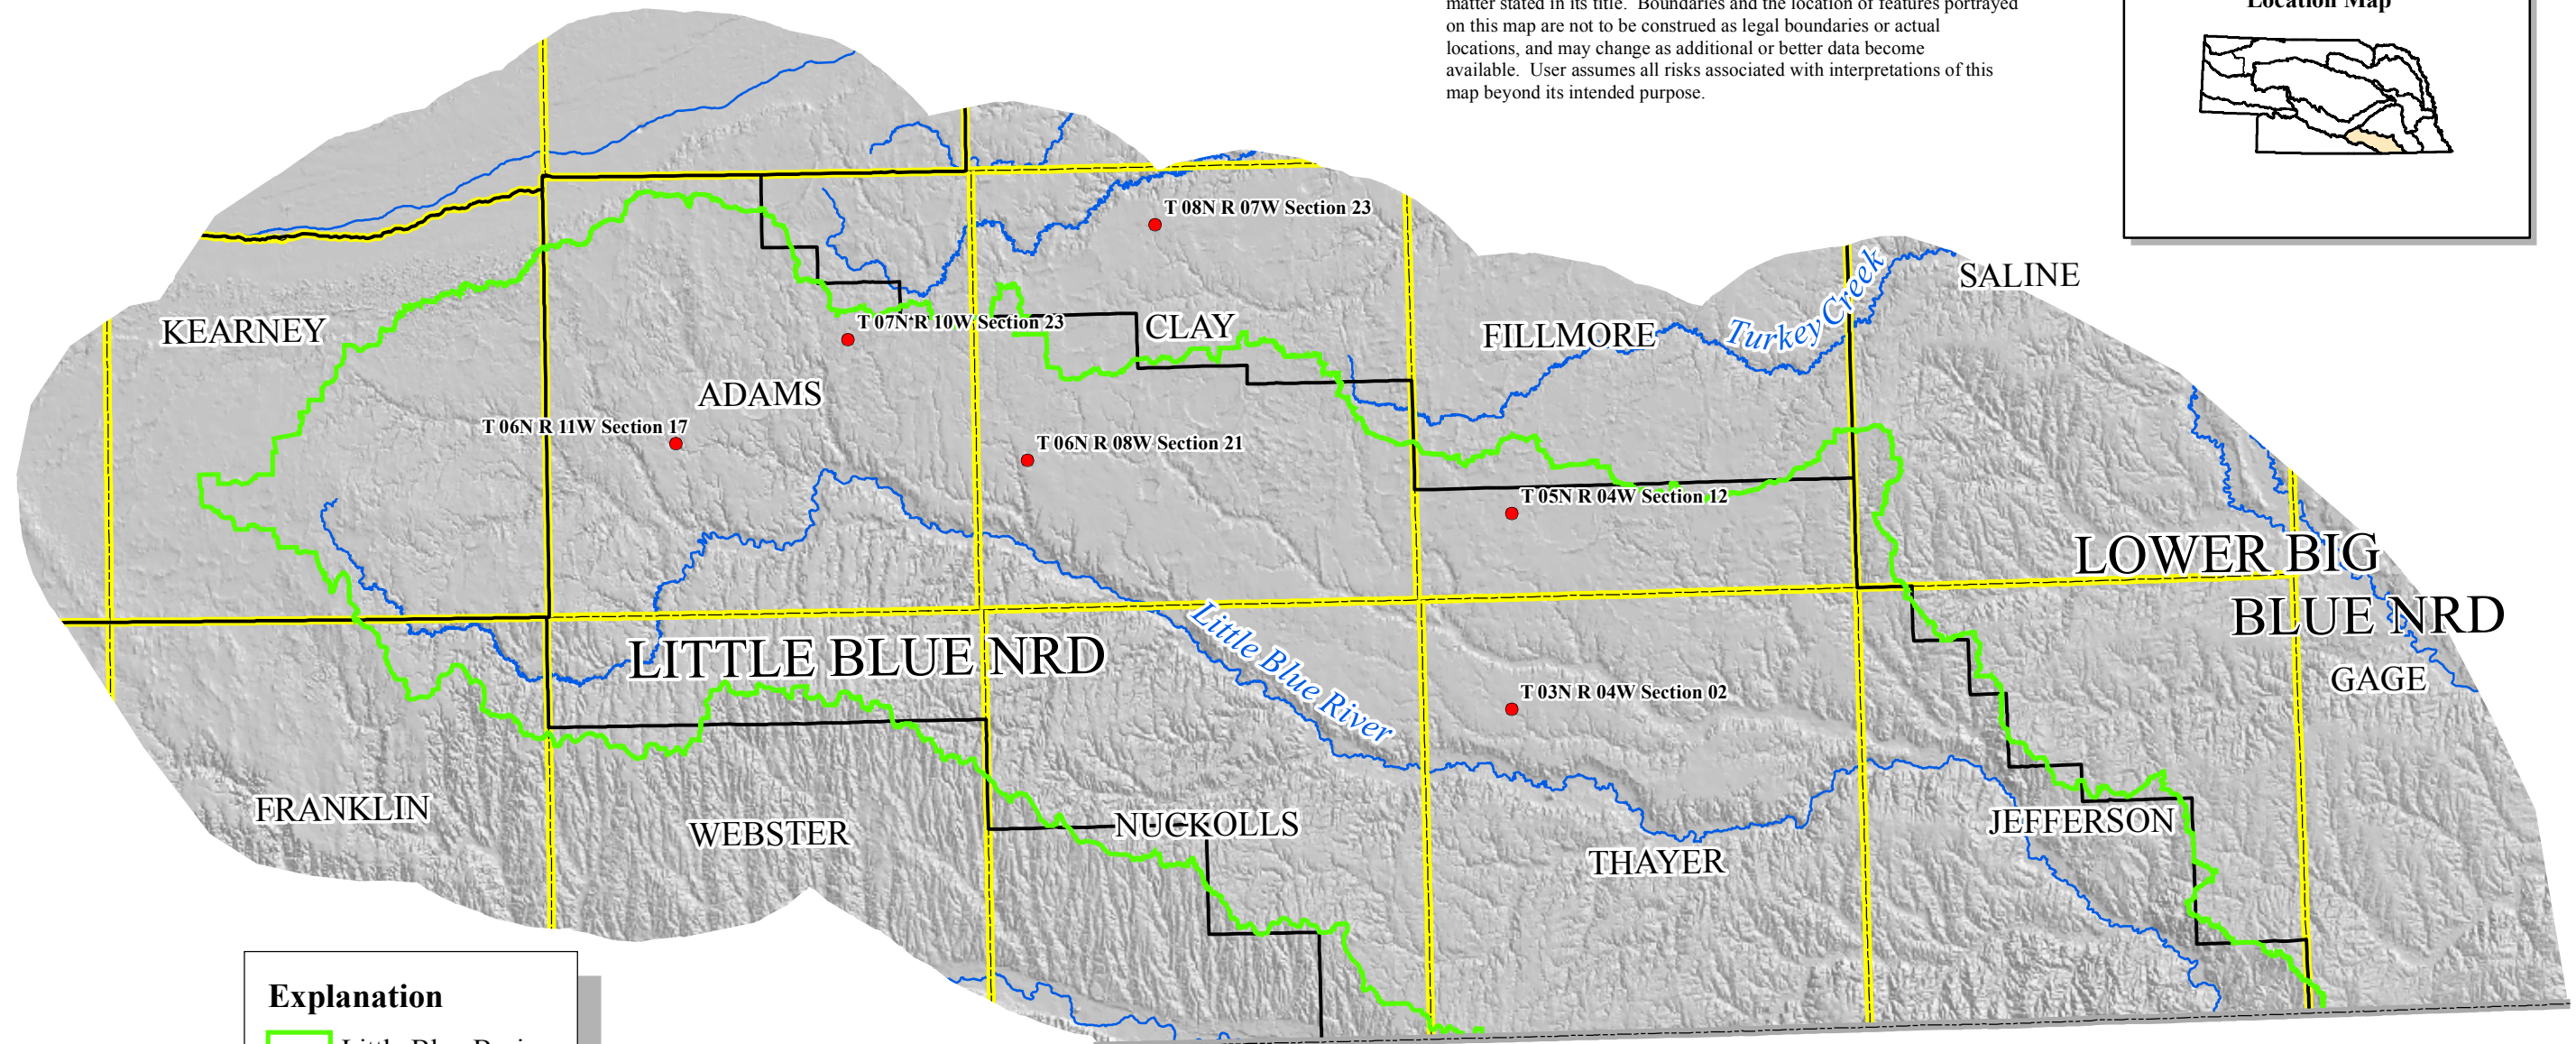 matter stated in its title. Boundaries and the location of features portrayed
on this map are not to be construed as legal boundaries or actual
locations, and may change as additional or better data become
available. User assumes all risks associated with interpretations of this
map beyond its intended purpose.
Location Map
T 08N R 07W Section 23
SALINE
Turkey Creek
KEARNEY
T 07N R 10W Section 23
CLAY
FILLMORE
ADAMS
T 06N R 11W Section 17
T 06N R 08W Section 21
T 05N R 04W Section 12
LOWER BIG
BLUE NRD
LITTLE BLUE NRD
Little Blue River
GAGE
T 03N R 04W Section 02
FRANKLIN
WEBSTER
NUCKOLLS
JEFFERSON
THAYER
Explanation
Little Blue Basin